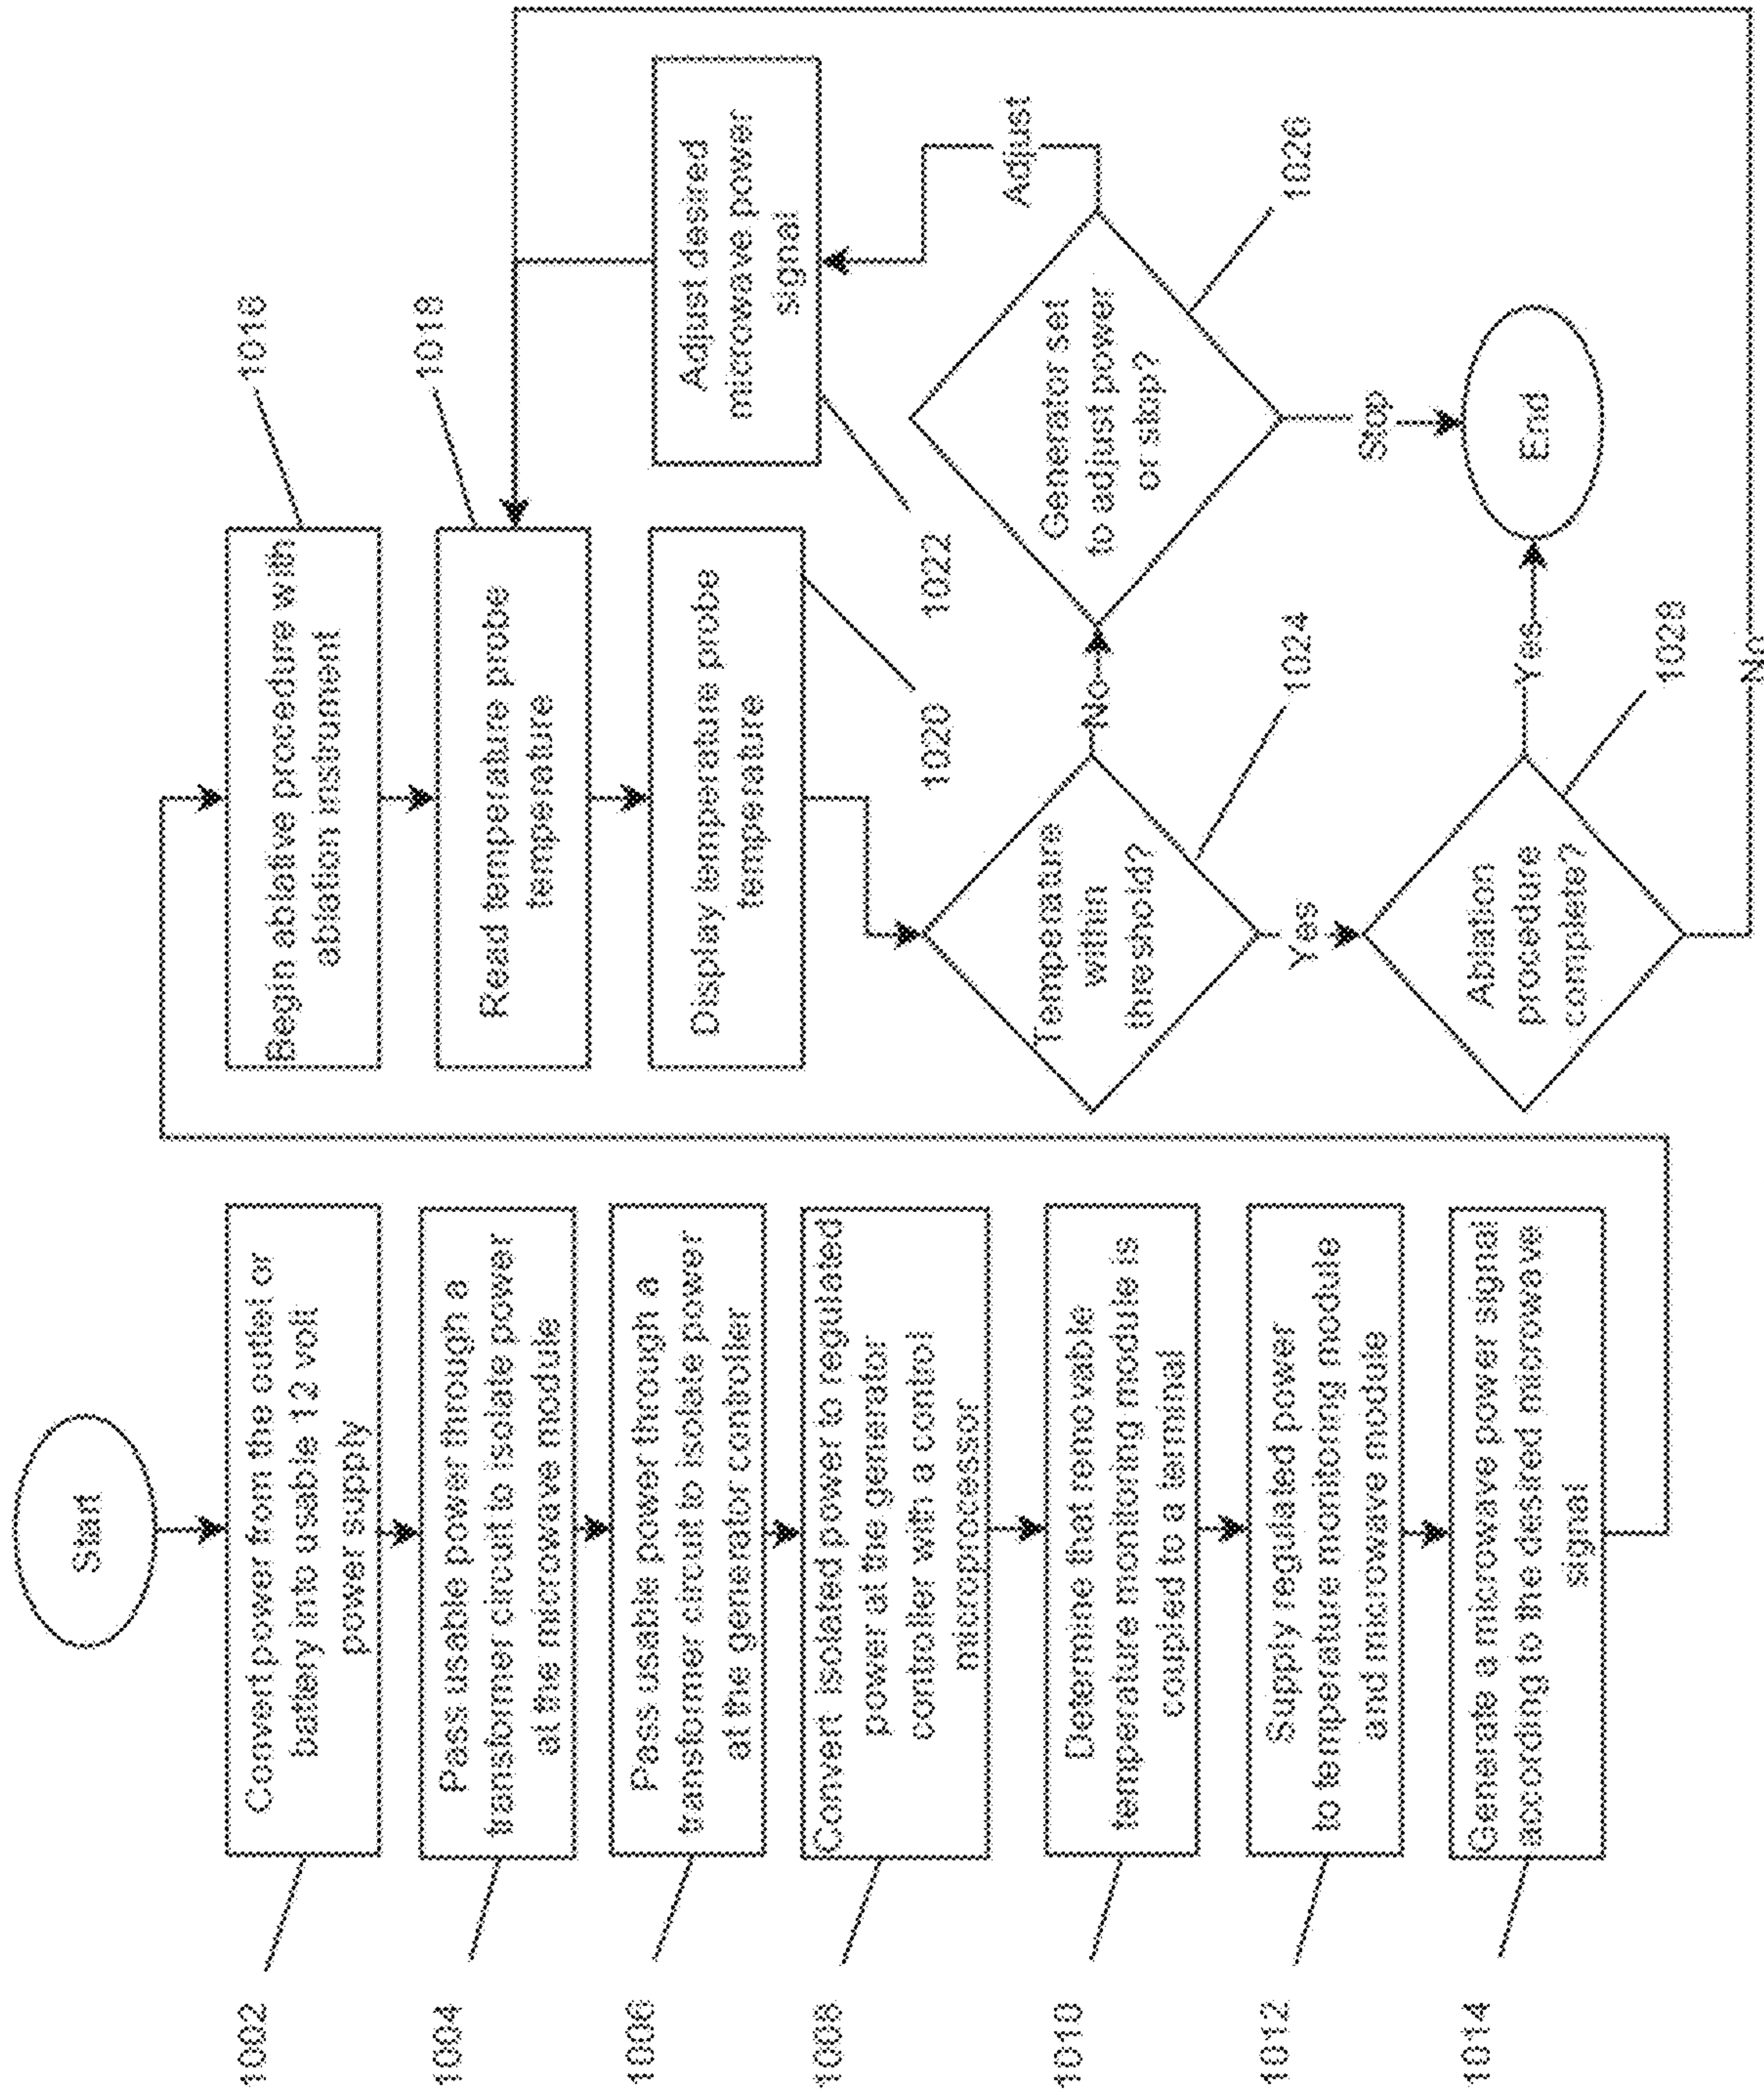 Start
1002
Convert power from the outlet or
battery into usable 12 volt
power supply
1004
Pass usable power through a
transformer circuit to isolate power
at the microwave module
1006
Pass usable power through a
transformer circuit to isolate power
at the generator controller
1008
Convert isolated power to regulated
power at the generator
controller with a control
microprocessor
1010
Determine that removable
temperature monitoring module is
coupled to a terminal
1012
Supply regulated power
to temperature monitoring module
and microwave module
1014
Generate a microwave power signal
according to the desired microwave
signal
Begin ablative procedure with
ablation instrument
1016
Read temperature probe
temperature
1018
Display temperature probe
temperature
1020
Adjust desired
microwave power
signal
1022
Temperature
within
threshold?
1024
No
Yes
Generator set
to adjust power
or stop?
1026
Adjust
Stop
Ablation
procedure
complete?
1028
Yes
No
End